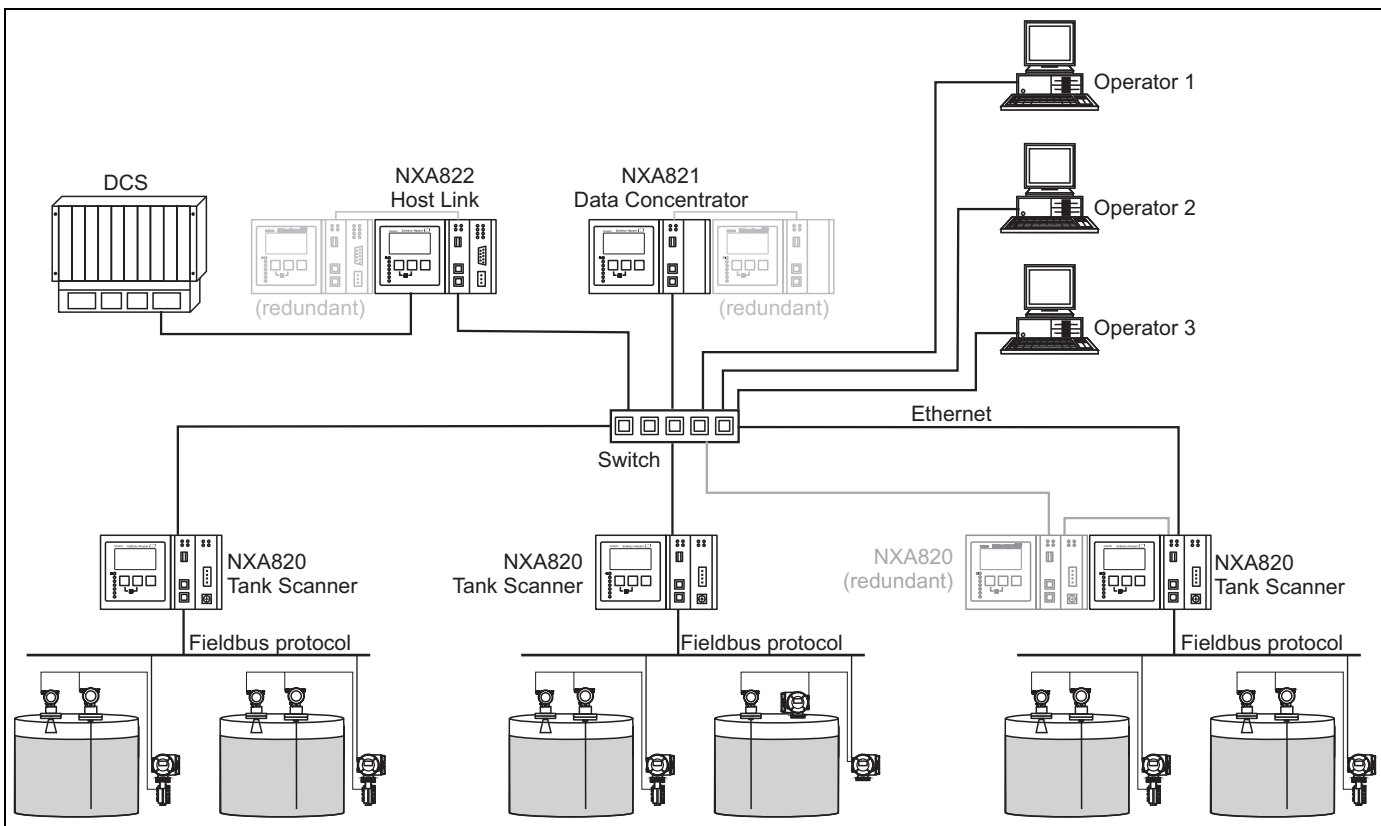 Operator 1
Operator 2
Operator 3
DCS
NXA822
Host Link
(redundant)
NXA821
Data Concentrator
(redundant)
Ethernet
Switch
NXA820
Tank Scanner
NXA820
Tank Scanner
NXA820
(redundant)
NXA820
Tank Scanner
Fieldbus protocol
Fieldbus protocol
Fieldbus protocol